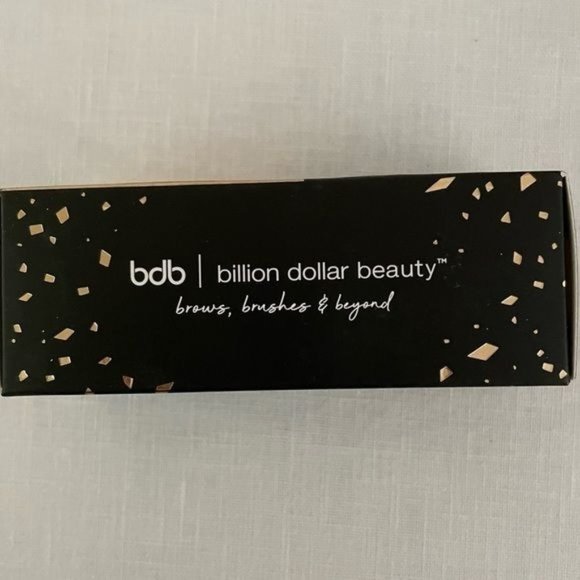 bdb | billion dollar beauty™
brows, brushes & beyond